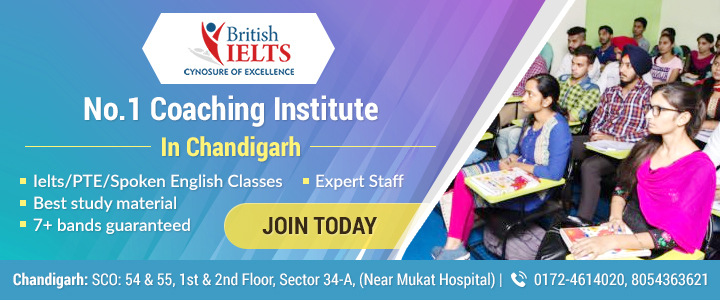 British
IELTS
CYNOSURE OF EXCELLENCE
No.1 Coaching Institute
In Chandigarh
Ielts/PTE/Spoken English Classes
Expert Staff
Best study material
7+ bands guaranteed
JOIN TODAY
Chandigarh: SCO: 54 & 55, 1st & 2nd Floor, Sector 34-A, (Near Mukat Hospital) | 0172-4614020, 8054363621